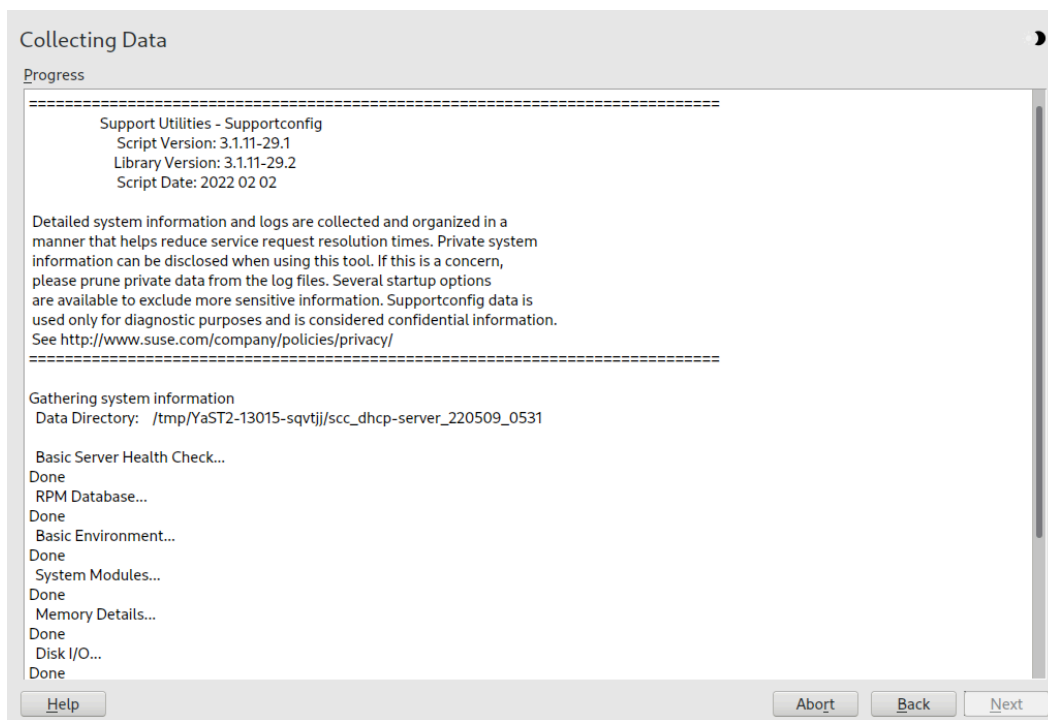 Collecting Data
Progress
==============================================================================
Support Utilities - Supportconfig
Script Version: 3.1.11-29.1
Library Version: 3.1.11-29.2
Script Date: 2022 02 02
Detailed system information and logs are collected and organized in a
manner that helps reduce service request resolution times. Private system
information can be disclosed when using this tool. If this is a concern,
please prune private data from the log files. Several startup options
are available to exclude more sensitive information. Supportconfig data is
used only for diagnostic purposes and is considered confidential information.
See http://www.suse.com/company/policies/privacy/
==============================================================================
Gathering system information
Data Directory: /tmp/YaST2-13015-sqvtjj/scc_dhcp-server_220509_0531
Basic Server Health Check...
Done
RPM Database...
Done
Basic Environment...
Done
System Modules...
Done
Memory Details...
Done
Disk I/O...
Done
Help Abort Back Next